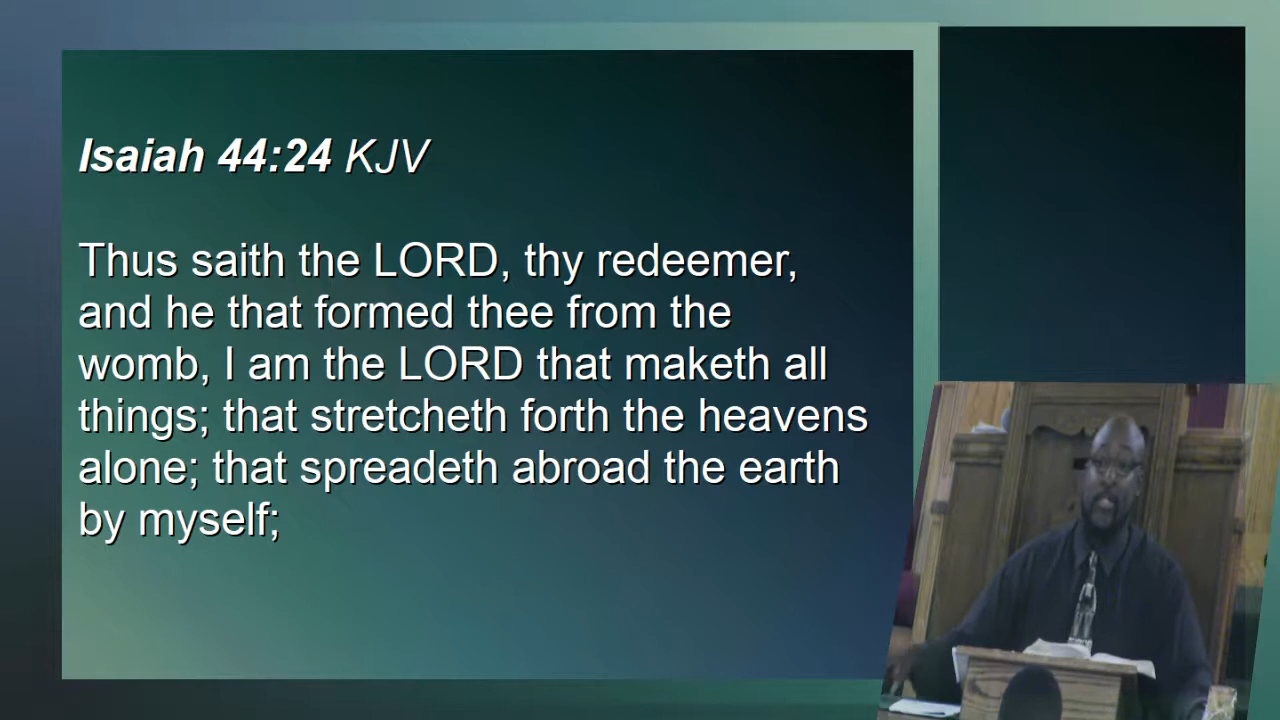 Isaiah 44:24 KJV
Thus saith the LORD, thy redeemer,
and he that formed thee from the
womb, I am the LORD that maketh all
things; that stretcheth forth the heavens
alone; that spreadeth abroad the earth
by myself;